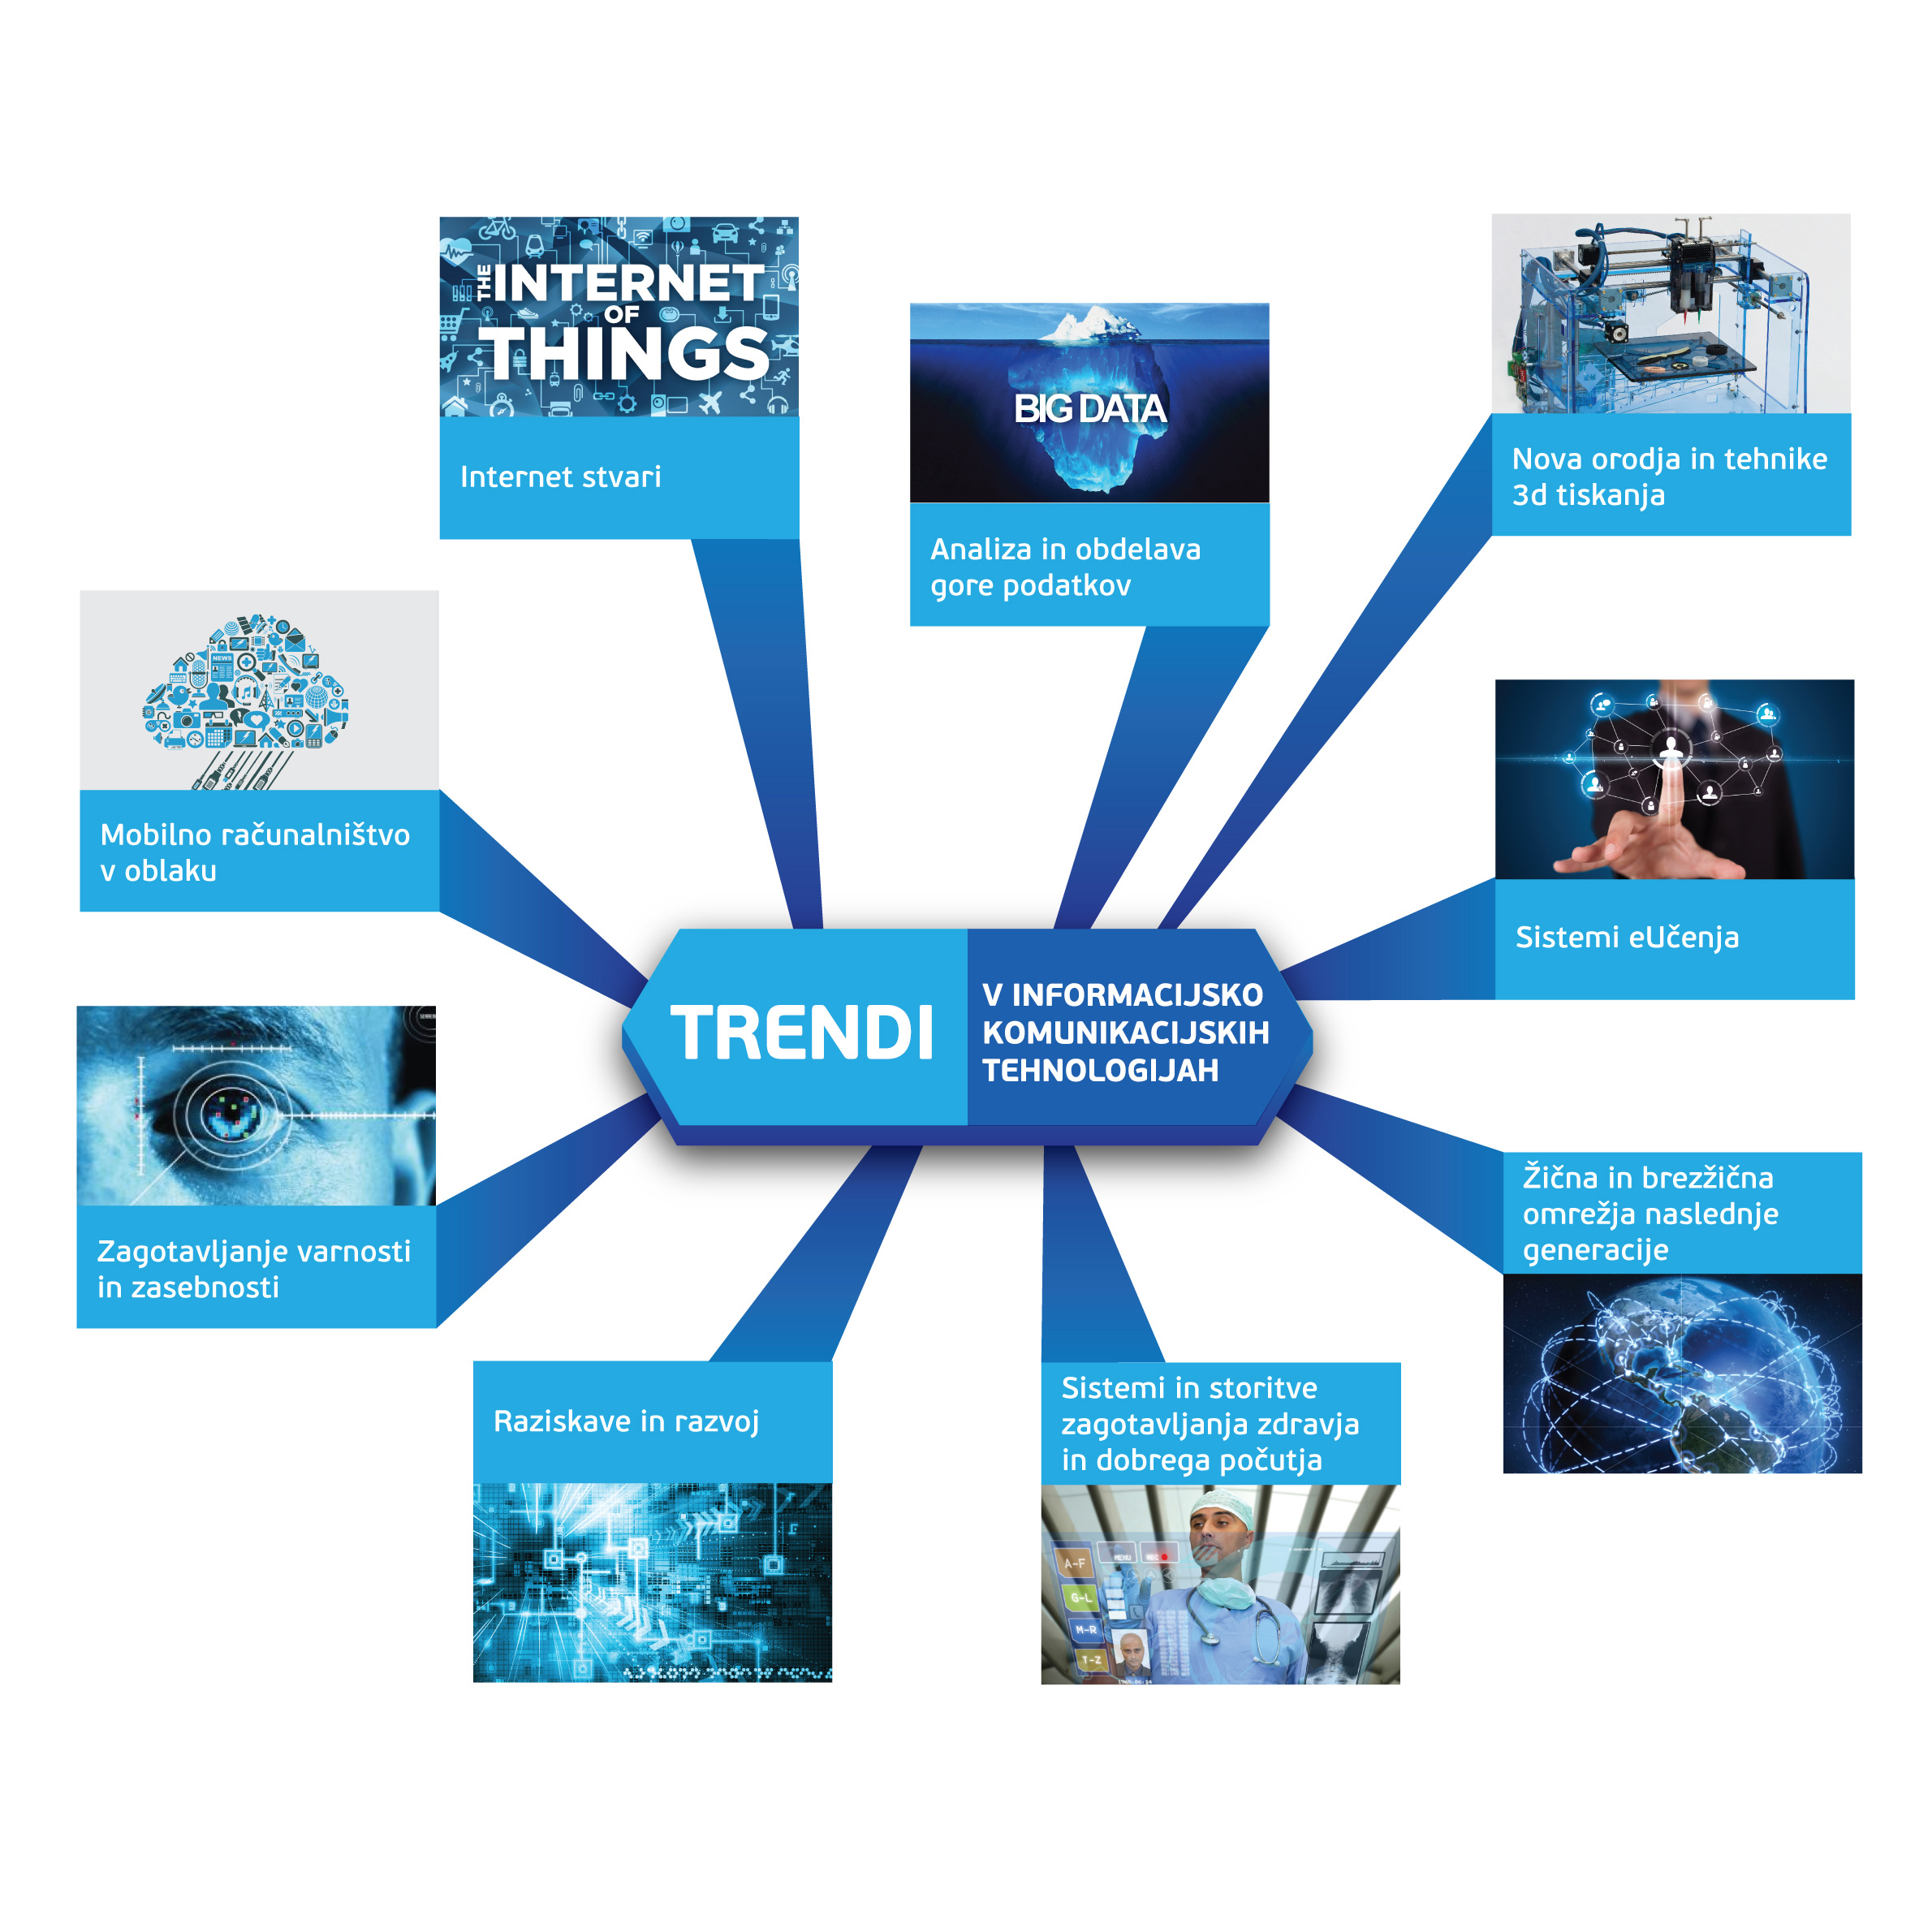 THE
INTERNET
OF
THINGS
Internet stvari
BIG DATA
Analiza in obdelava
gore podatkov
Nova orodja in tehnike
3d tiskanja
NEWS
Mobilno računalništvo
v oblaku
Sistemi eUčenja
TRENDI
V INFORMACIJSKO
KOMUNIKACIJSKIH
TEHNOLOGIJAH
Zagotavljanje varnosti
in zasebnosti
Žična in brezžična
omrežja naslednje
generacije
Raziskave in razvoj
Sistemi in storitve
zagotavljanja zdravja
in dobrega počutja
A-F
MENU
REC
G-L
M-R
T-Z